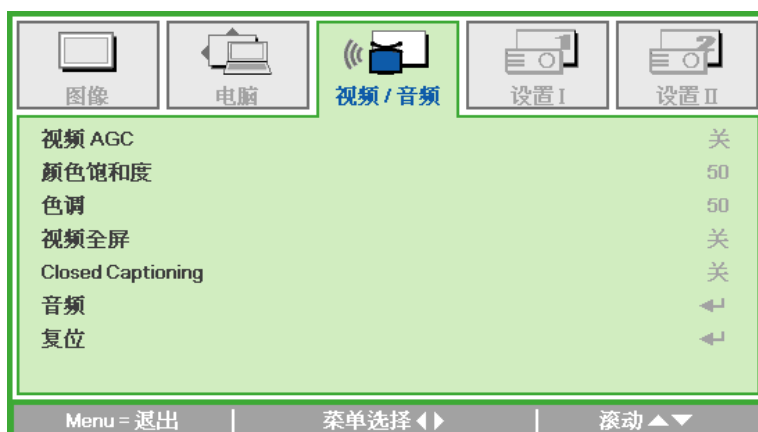 图像
电脑
视频 / 音频
设置 I
设置 II
视频 AGC 关
颜色饱和度 50
色调 50
视频全屏 关
Closed Captioning 关
音频
复位
Menu = 退出 菜单选择 滚动